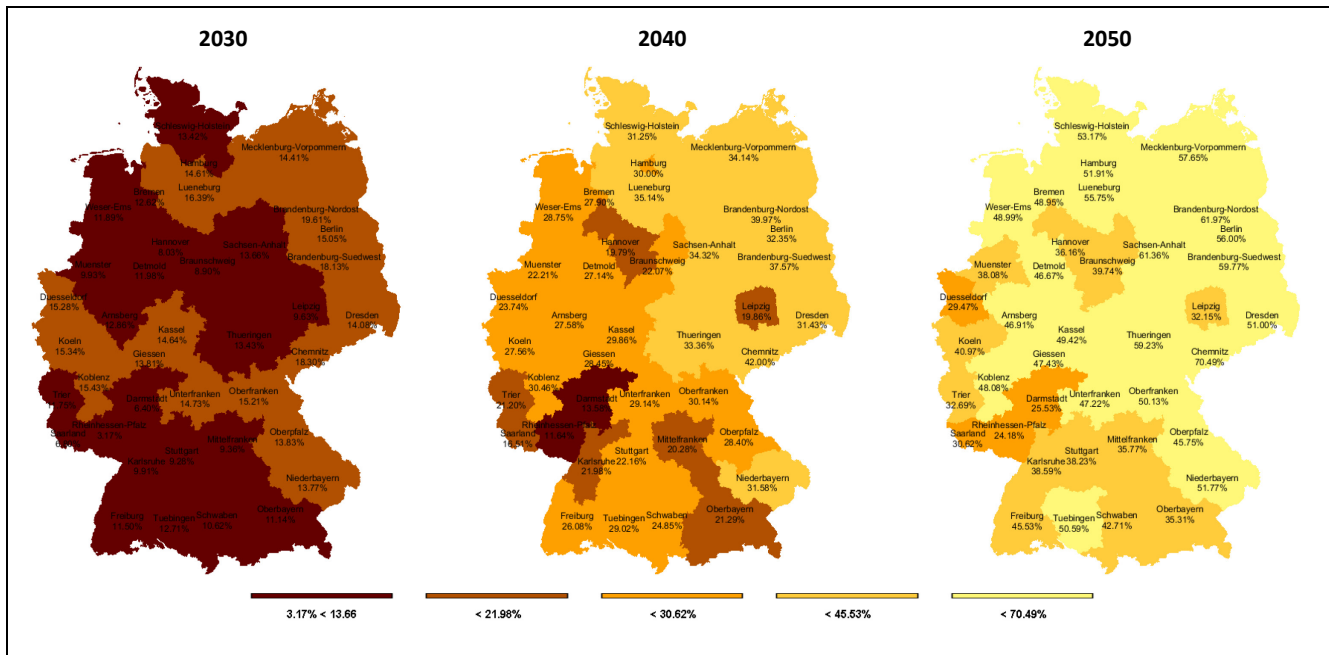 2030
Schleswig-Holstein
13.42%
Mecklenburg-Vorpommern
14.41%
Hamburg
14.61%
Lueneburg
16.39%
Bremen
Weser-Ems
Brandenburg-Nordost
19.61%
Berlin
15.05%
Hannover
Sachsen-Anhalt
Braunschweig
Brandenburg-Suedwest
18.13%
Muenster
Detmold
Duesseldorf
15.28%
Leipzig
9.63%
Arnsberg
Dresden
14.08%
Kassel
14.64%
Thueringen
13.43%
Koeln
15.34%
Giessen
13.81%
Chemnitz
18.30%
Koblenz
15.43%
Trier
Darmstadt
Unterfranken
14.73%
Oberfranken
15.21%
Rheinhessen-Pfalz
3.17%
Saarland
Mittelfranken
Oberpfalz
13.83%
Stuttgart
Karlsruhe
Niederbayern
13.77%
Freiburg
Tuebingen
12.71%
Schwaben
Oberbayern
11.14%
2040
Schleswig-Holstein
31.25%
Mecklenburg-Vorpommern
34.14%
Hamburg
30.00%
Lueneburg
35.14%
Bremen
27.90%
Weser-Ems
28.75%
Brandenburg-Nordost
39.97%
Berlin
32.35%
Hannover
19.79%
Sachsen-Anhalt
34.32%
Braunschweig
22.07%
Brandenburg-Suedwest
37.57%
Muenster
22.21%
Detmold
27.14%
Duesseldorf
23.74%
Leipzig
19.86%
Arnsberg
27.58%
Dresden
31.43%
Kassel
29.86%
Thueringen
33.36%
Koeln
27.56%
Giessen
28.45%
Chemnitz
42.00%
Koblenz
30.46%
Trier
21.20%
Darmstadt
Unterfranken
29.14%
Oberfranken
30.14%
Saarland
Mittelfranken
20.28%
Oberpfalz
28.40%
Stuttgart
22.16%
Karlsruhe
21.98%
Niederbayern
31.58%
Freiburg
26.08%
Tuebingen
29.02%
Schwaben
24.85%
Oberbayern
21.29%
2050
Schleswig-Holstein
53.17%
Mecklenburg-Vorpommern
57.65%
Hamburg
51.91%
Lueneburg
55.75%
Bremen
48.95%
Weser-Ems
48.99%
Brandenburg-Nordost
61.97%
Berlin
56.00%
Hannover
36.16%
Sachsen-Anhalt
61.36%
Braunschweig
39.74%
Brandenburg-Suedwest
59.77%
Muenster
38.08%
Detmold
46.67%
Duesseldorf
29.47%
Leipzig
32.15%
Arnsberg
46.91%
Dresden
51.00%
Kassel
49.42%
Thueringen
59.23%
Koeln
40.97%
Giessen
47.43%
Chemnitz
70.49%
Koblenz
48.08%
Trier
32.69%
Darmstadt
25.53%
Unterfranken
47.22%
Oberfranken
50.13%
Rheinhessen-Pfalz
24.18%
Saarland
30.62%
Mittelfranken
35.77%
Oberpfalz
45.75%
Stuttgart
38.23%
Karlsruhe
38.59%
Niederbayern
51.77%
Freiburg
45.53%
Tuebingen
50.59%
Schwaben
42.71%
Oberbayern
35.31%
3.17% < 13.66
< 21.98%
< 30.62%
< 45.53%
< 70.49%